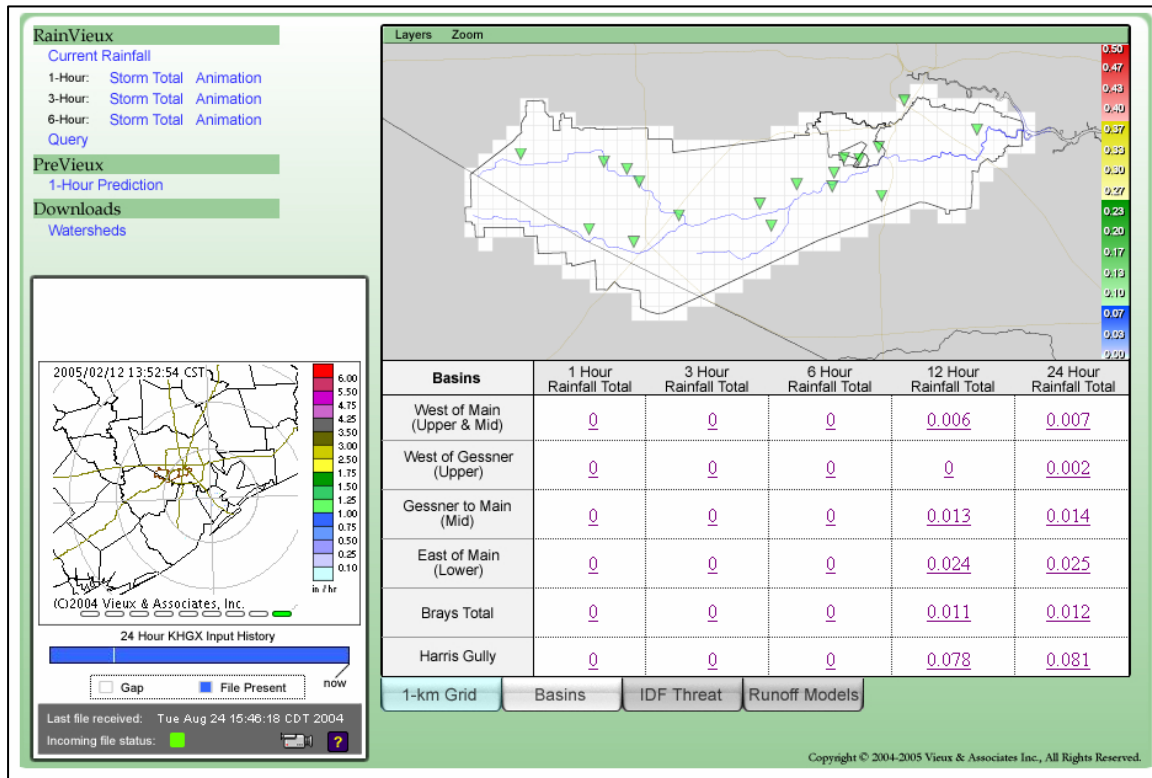 RainVieux
Current Rainfall
1-Hour: Storm Total Animation
3-Hour: Storm Total Animation
6-Hour: Storm Total Animation
Query
PreVieux
1-Hour Prediction
Downloads
Watersheds
Layers Zoom
0.50
0.47
0.43
0.40
0.37
0.33
0.30
0.27
0.23
0.20
0.17
0.13
0.10
0.07
0.03
0.00
2005/02/12 13:52:54 CST
6.00
5.50
4.75
4.25
3.50
3.00
2.50
1.75
1.50
1.25
1.00
0.75
0.50
0.25
0.10
in / hr
(C)2004 Vieux & Associates, Inc.
24 Hour KHGX Input History
now
Gap File Present
Last file received: Tue Aug 24 15:46:18 CDT 2004
Incoming file status: ?
Basins 1 Hour Rainfall Total 3 Hour Rainfall Total 6 Hour Rainfall Total 12 Hour Rainfall Total 24 Hour Rainfall Total
West of Main (Upper & Mid) 0 0 0 0.006 0.007
West of Gessner (Upper) 0 0 0 0 0.002
Gessner to Main (Mid) 0 0 0 0.013 0.014
East of Main (Lower) 0 0 0 0.024 0.025
Brays Total 0 0 0 0.011 0.012
Harris Gully 0 0 0 0.078 0.081
1-km Grid Basins IDF Threat Runoff Models
Copyright © 2004-2005 Vieux & Associates Inc., All Rights Reserved.